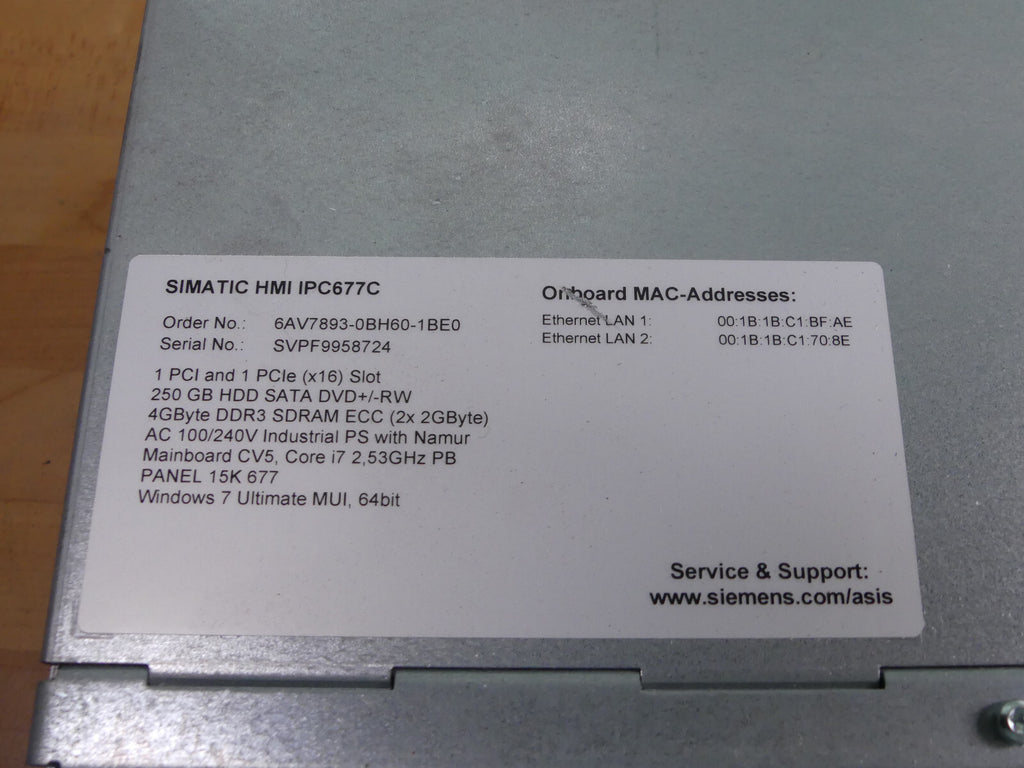 SIMATIC HMI IPC677C
Order No.: 6AV7893-0BH60-1BE0
Serial No.: SVPF9958724
1 PCI and 1 PCIe (x16) Slot
250 GB HDD SATA DVD+/-RW
4GByte DDR3 SDRAM ECC (2x 2GByte)
AC 100/240V Industrial PS with Namur
Mainboard CV5, Core i7 2,53GHz PB
PANEL 15K 677
Windows 7 Ultimate MUI, 64bit
Onboard MAC-Addresses:
Ethernet LAN 1: 00:1B:1B:C1:BF:AE
Ethernet LAN 2: 00:1B:1B:C1:70:8E
Service & Support:
www.siemens.com/asis